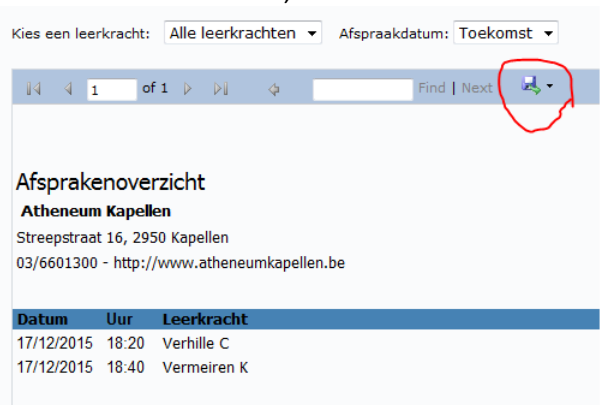 Kies een leerkracht: Alle leerkrachten Afspraakdatum: Toekomst
1 of 1 Find | Next
Afsprakenoverzicht
Atheneum Kapellen
Streepstraat 16, 2950 Kapellen
03/6601300 - http://www.atheneumkapellen.be
Datum Uur Leerkracht
17/12/2015 18:20 Verhille C
17/12/2015 18:40 Vermeiren K